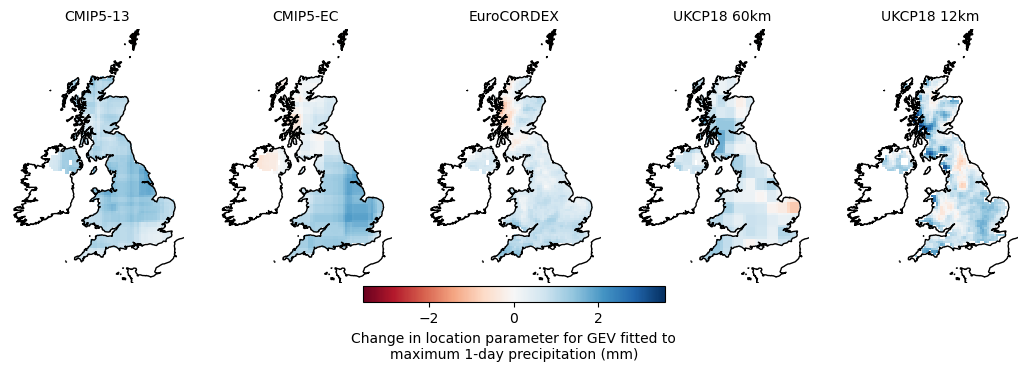 CMIP5-13
CMIP5-EC
EuroCORDEX
UKCP18 60km
UKCP18 12km
−2
0
2
Change in location parameter for GEV fitted to
maximum 1-day precipitation (mm)